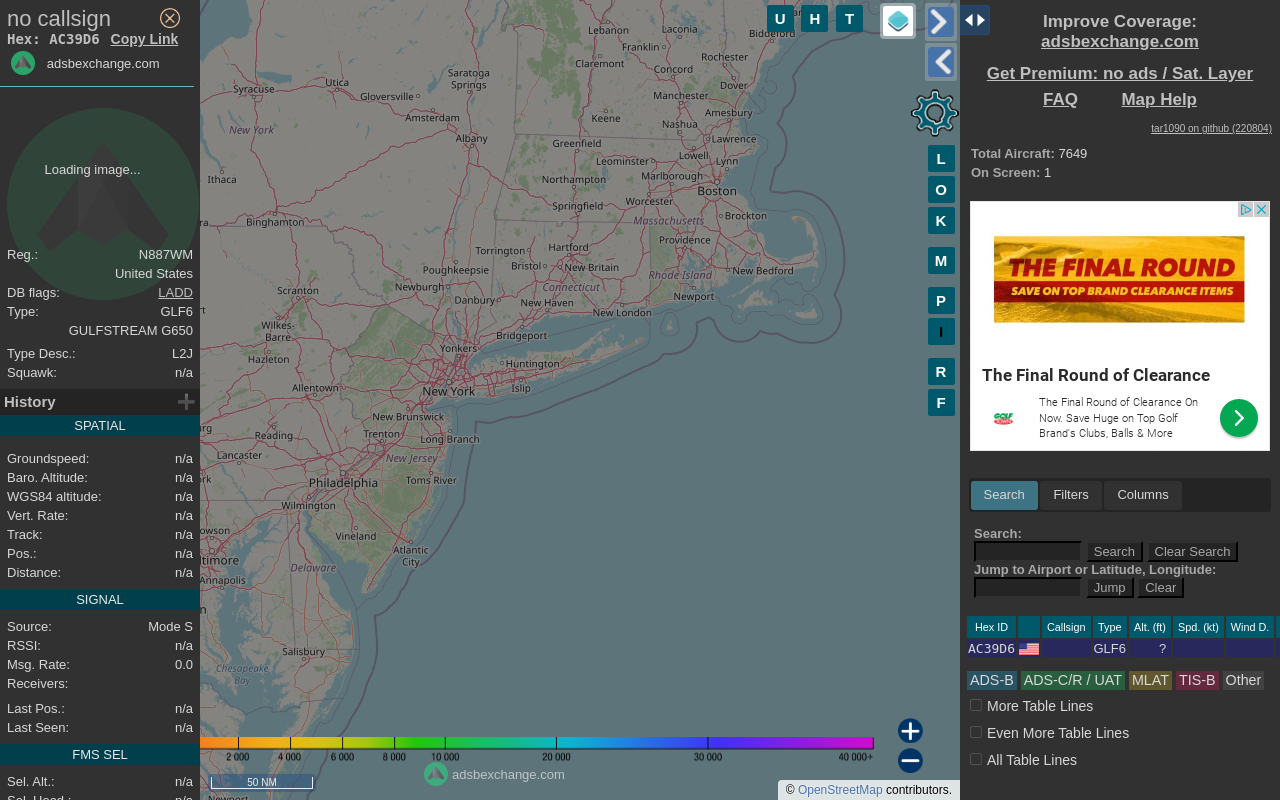 no callsign
Hex: AC39D6 Copy Link
adsbexchange.com
Loading image...
Reg.: N887WM
United States
DB flags: LADD
Type: GLF6
GULFSTREAM G650
Type Desc.: L2J
Squawk: n/a
History
SPATIAL
Groundspeed: n/a
Baro. Altitude: n/a
WGS84 altitude: n/a
Vert. Rate: n/a
Track: n/a
Pos.: n/a
Distance: n/a
SIGNAL
Source: Mode S
RSSI: n/a
Msg. Rate: 0.0
Receivers:
Last Pos.: n/a
Last Seen: n/a
FMS SEL
Sel. Alt.: n/a
Sel. Head.: n/a
U H T
Lebanon
Laconia
Biddeford
Franklin
Claremont
Rochester
Concord
Dover
Saratoga
Springs
Utica
Syracuse
Gloversville
Manchester
Amesbury
Amsterdam
Keene
Nashua
New York
Albany
Lawrence
Greenfield
Lowell
Leominster
Lynn
Ithaca
Northampton
Marlborough
Boston
Worcester
Springfield
Brockton
Binghamton
Massachusetts
Providence
Torrington
Hartford
Bristol
New Britain
New Bedford
Poughkeepsie
Rhode Island
Newburgh
Connecticut
Newport
Scranton
Danbury
New Haven
New London
Wilkes-
Barre
Yonkers
Bridgeport
Hazleton
Huntington
Allentown
New York
Islip
New Brunswick
Reading
Trenton
Long Branch
Lancaster
New Jersey
Philadelphia
Toms River
Wilmington
Vineland
Atlantic
City
Annapolis
Delaware
Salisbury
Chesapeake
Bay
L
O
K
M
P
I
R
F
2 000 4 000 6 000 8 000 10 000 20 000 30 000 40 000+
50 NM
adsbexchange.com
© OpenStreetMap contributors.
Improve Coverage:
adsbexchange.com
Get Premium: no ads / Sat. Layer
FAQ Map Help
tar1090 on github (220804)
Total Aircraft: 7649
On Screen: 1
THE FINAL ROUND
SAVE ON TOP BRAND CLEARANCE ITEMS
The Final Round of Clearance
The Final Round of Clearance On
Now. Save Huge on Top Golf
Brand's Clubs, Balls & More
Search Filters Columns
Search:
Search Clear Search
Jump to Airport or Latitude, Longitude:
Jump Clear
Hex ID Callsign Type Alt. (ft) Spd. (kt) Wind D.
AC39D6 GLF6 ?
ADS-B ADS-C/R / UAT MLAT TIS-B Other
More Table Lines
Even More Table Lines
All Table Lines